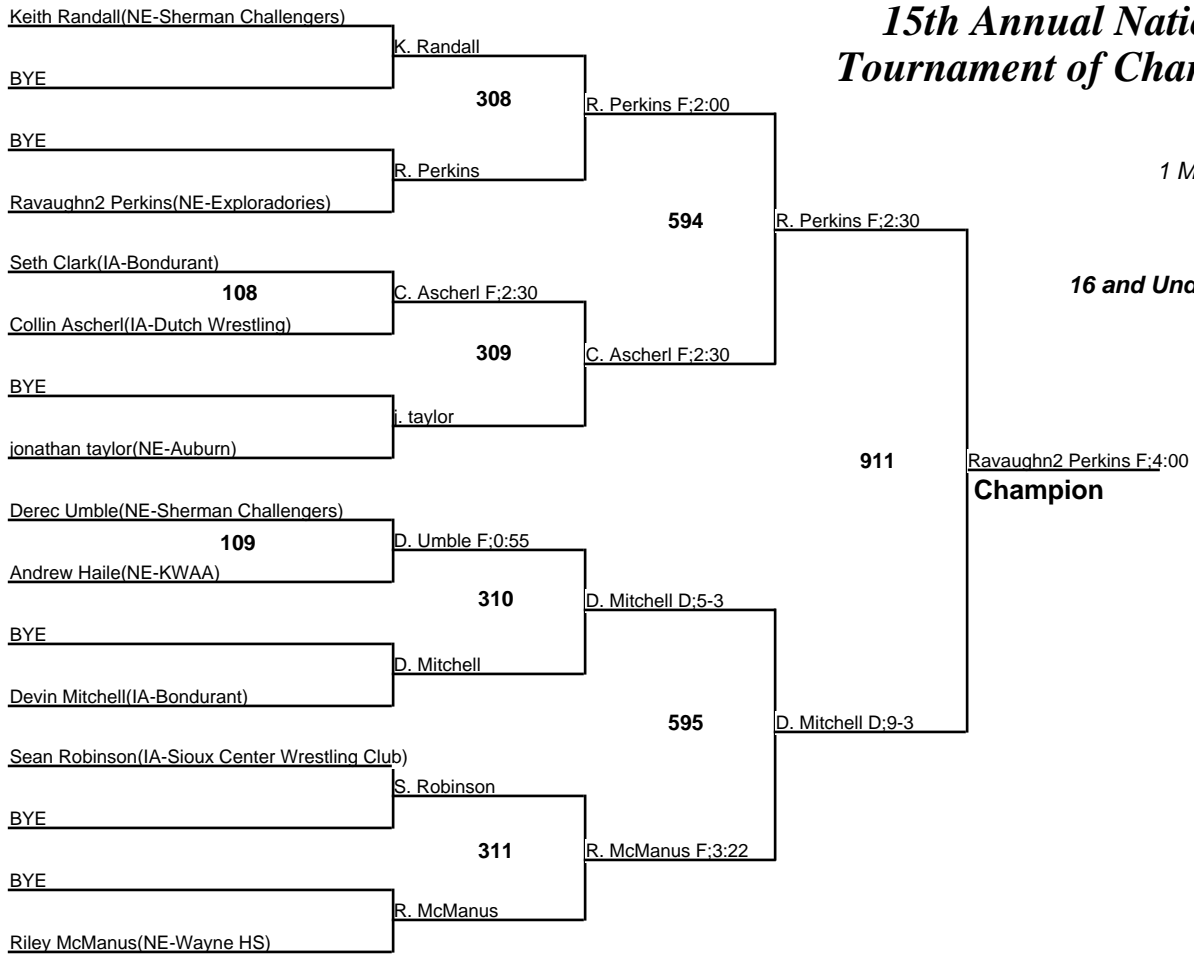 Keith Randall(NE-Sherman Challengers)
15th Annual Natio
K. Randall
Tournament of Cha
BYE
308
R. Perkins F;2:00
BYE
R. Perkins
1 M
Ravaughn2 Perkins(NE-Exploradories)
594
R. Perkins F;2:30
Seth Clark(IA-Bondurant)
108
C. Ascherl F;2:30
16 and Und
Collin Ascherl(IA-Dutch Wrestling)
309
C. Ascherl F;2:30
BYE
j. taylor
jonathan taylor(NE-Auburn)
911
Ravaughn2 Perkins F;4:00
Champion
Derec Umble(NE-Sherman Challengers)
109
D. Umble F;0:55
Andrew Haile(NE-KWAA)
310
D. Mitchell D;5-3
BYE
D. Mitchell
Devin Mitchell(IA-Bondurant)
595
D. Mitchell D;9-3
Sean Robinson(IA-Sioux Center Wrestling Club)
S. Robinson
BYE
311
R. McManus F;3:22
BYE
R. McManus
Riley McManus(NE-Wayne HS)